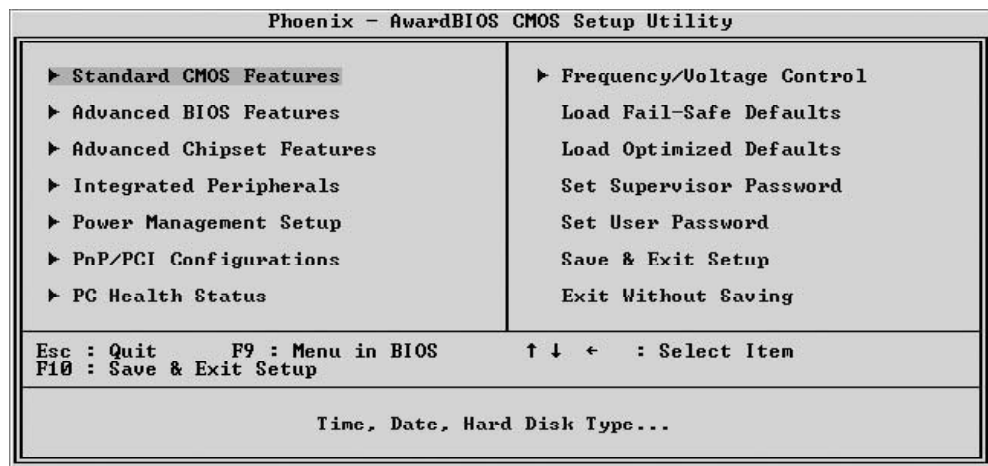 Phoenix - AwardBIOS CMOS Setup Utility
▶ Standard CMOS Features
▶ Advanced BIOS Features
▶ Advanced Chipset Features
▶ Integrated Peripherals
▶ Power Management Setup
▶ PnP/PCI Configurations
▶ PC Health Status
▶ Frequency/Voltage Control
Load Fail-Safe Defaults
Load Optimized Defaults
Set Supervisor Password
Set User Password
Save & Exit Setup
Exit Without Saving
Esc : Quit F9 : Menu in BIOS ↑ ↓ ← : Select Item
F10 : Save & Exit Setup
Time, Date, Hard Disk Type...